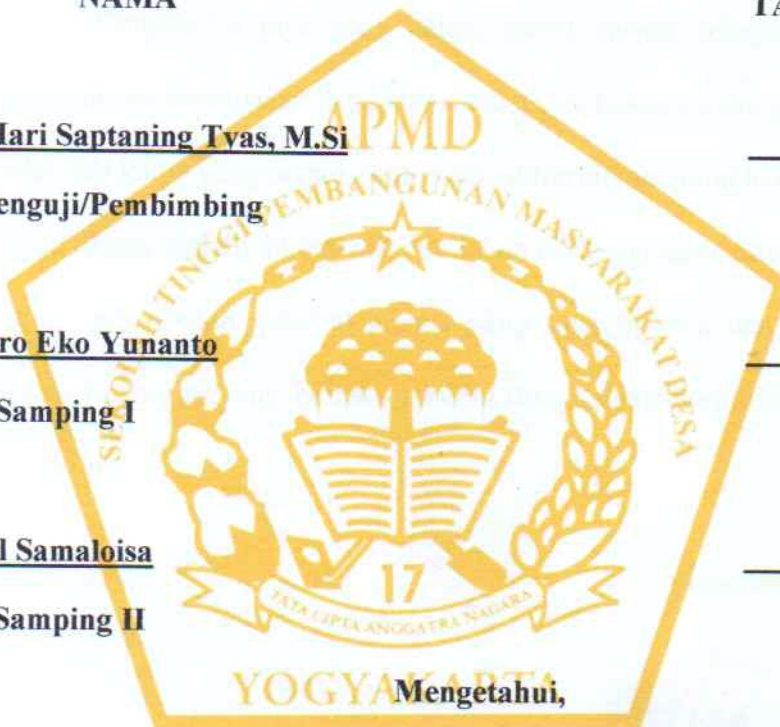 NAMA
TA
Hari Saptaning Tyas, M.Si
enguji/Pembimbing
ro Eko Yunanto
Samping I
l Samaloisa
Samping II
Mengetahui,
APMD
SEKOLAH TINGGI PEMBANGUNAN MASYARAKAT DESA
17
TATA CIPTA ANGGATRA NAGARA
YOGYAKARTA